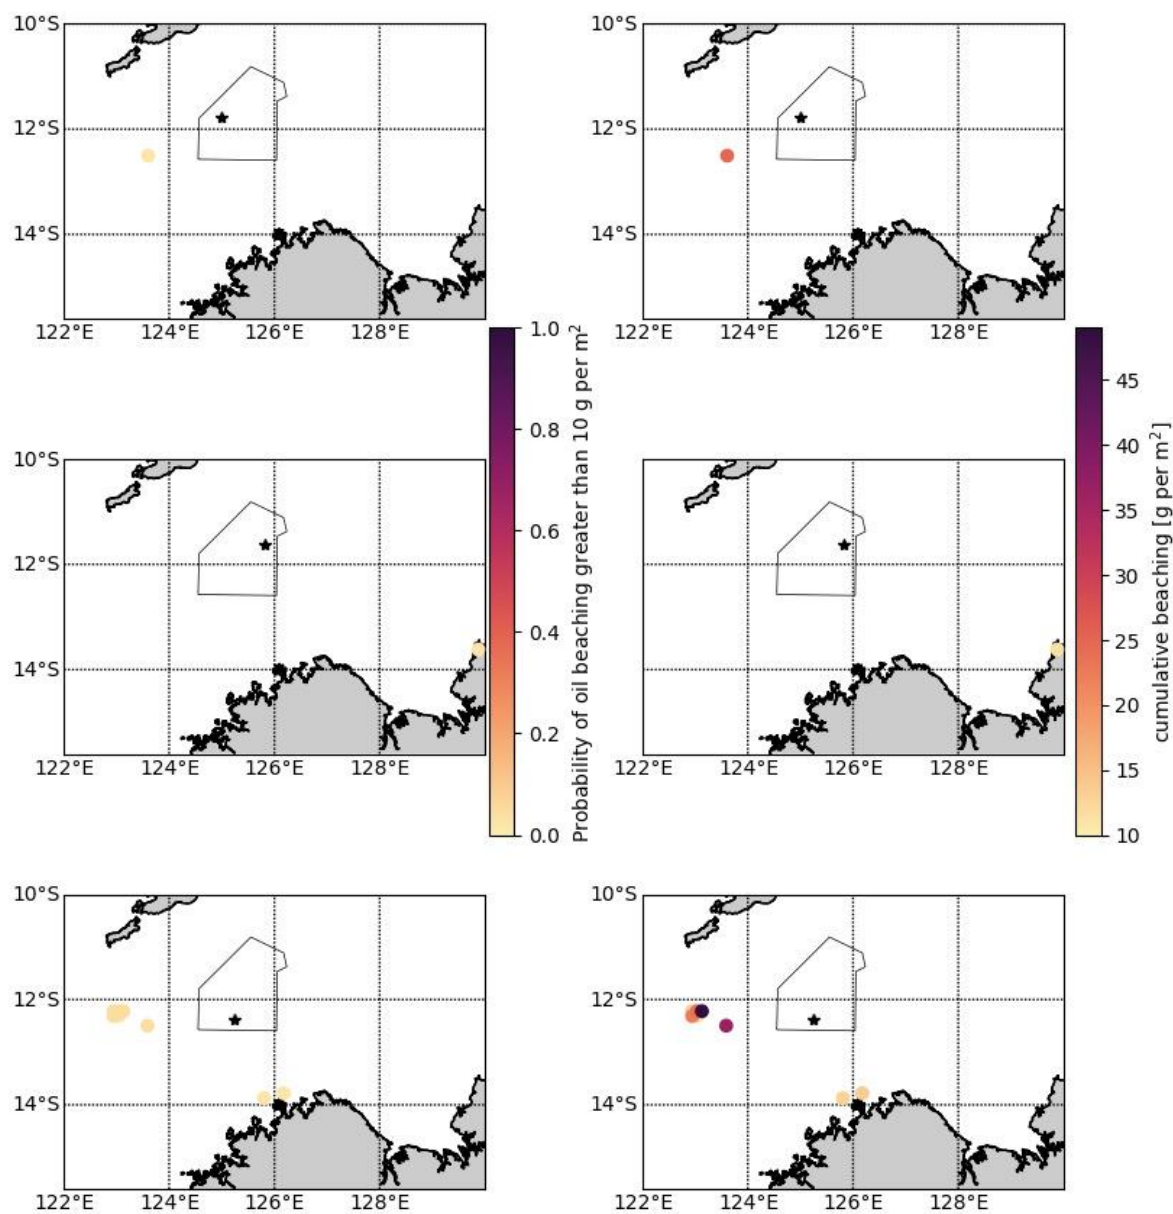 10°S
12°S
14°S
122°E 124°E 126°E 128°E
10°S
12°S
14°S
122°E 124°E 126°E 128°E
1.0
0.8
0.6
0.4
0.2
0.0
Probability of oil beaching greater than 10 g per m²
45
40
35
30
25
20
15
10
cumulative beaching [g per m²]
10°S
12°S
14°S
122°E 124°E 126°E 128°E
10°S
12°S
14°S
122°E 124°E 126°E 128°E
10°S
12°S
14°S
122°E 124°E 126°E 128°E
10°S
12°S
14°S
122°E 124°E 126°E 128°E